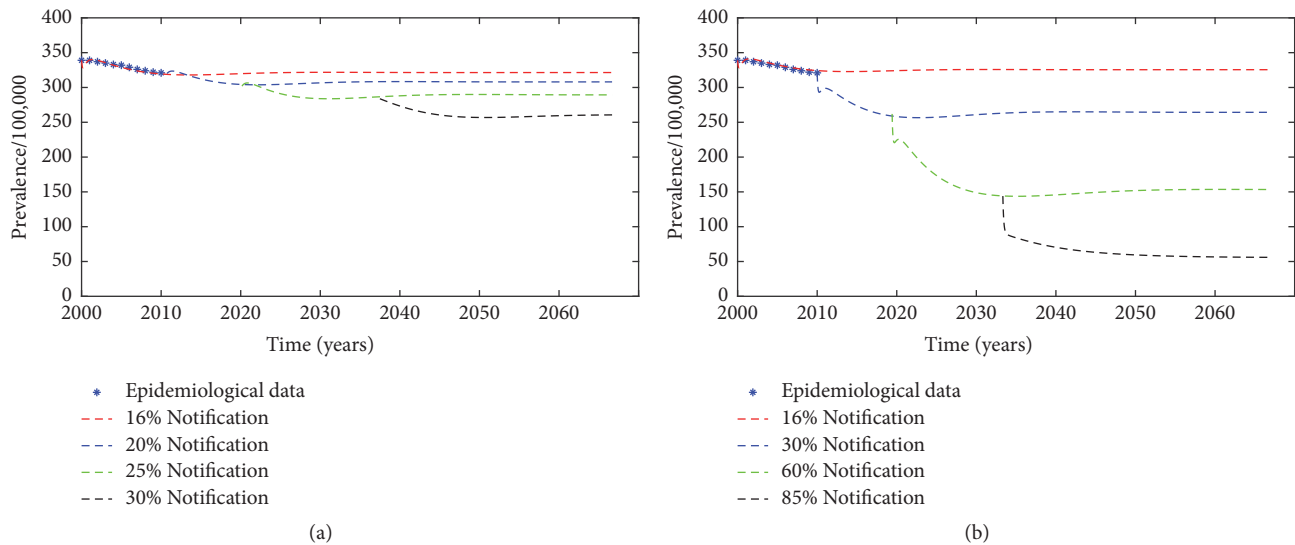 400
350
300
250
200
150
100
50
0
Prevalence/100,000
2000 2010 2020 2030 2040 2050 2060
Time (years)
Epidemiological data
16% Notification
20% Notification
25% Notification
30% Notification
(a)
400
350
300
250
200
150
100
50
0
Prevalence/100,000
2000 2010 2020 2030 2040 2050 2060
Time (years)
Epidemiological data
16% Notification
30% Notification
60% Notification
85% Notification
(b)